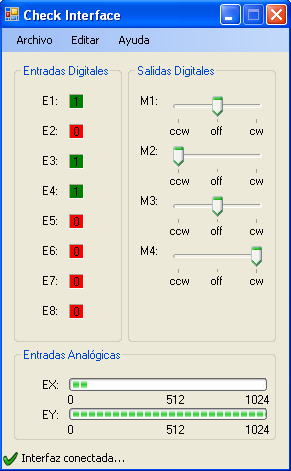 Check Interface
Archivo Editar Ayuda
Entradas Digitales
E1: 1
E2: 0
E3: 1
E4: 1
E5: 0
E6: 0
E7: 0
E8: 0
Salidas Digitales
M1:
ccw off cw
M2:
ccw off cw
M3:
ccw off cw
M4:
ccw off cw
Entradas Analógicas
EX:
0 512 1024
EY:
0 512 1024
Interfaz conectada...